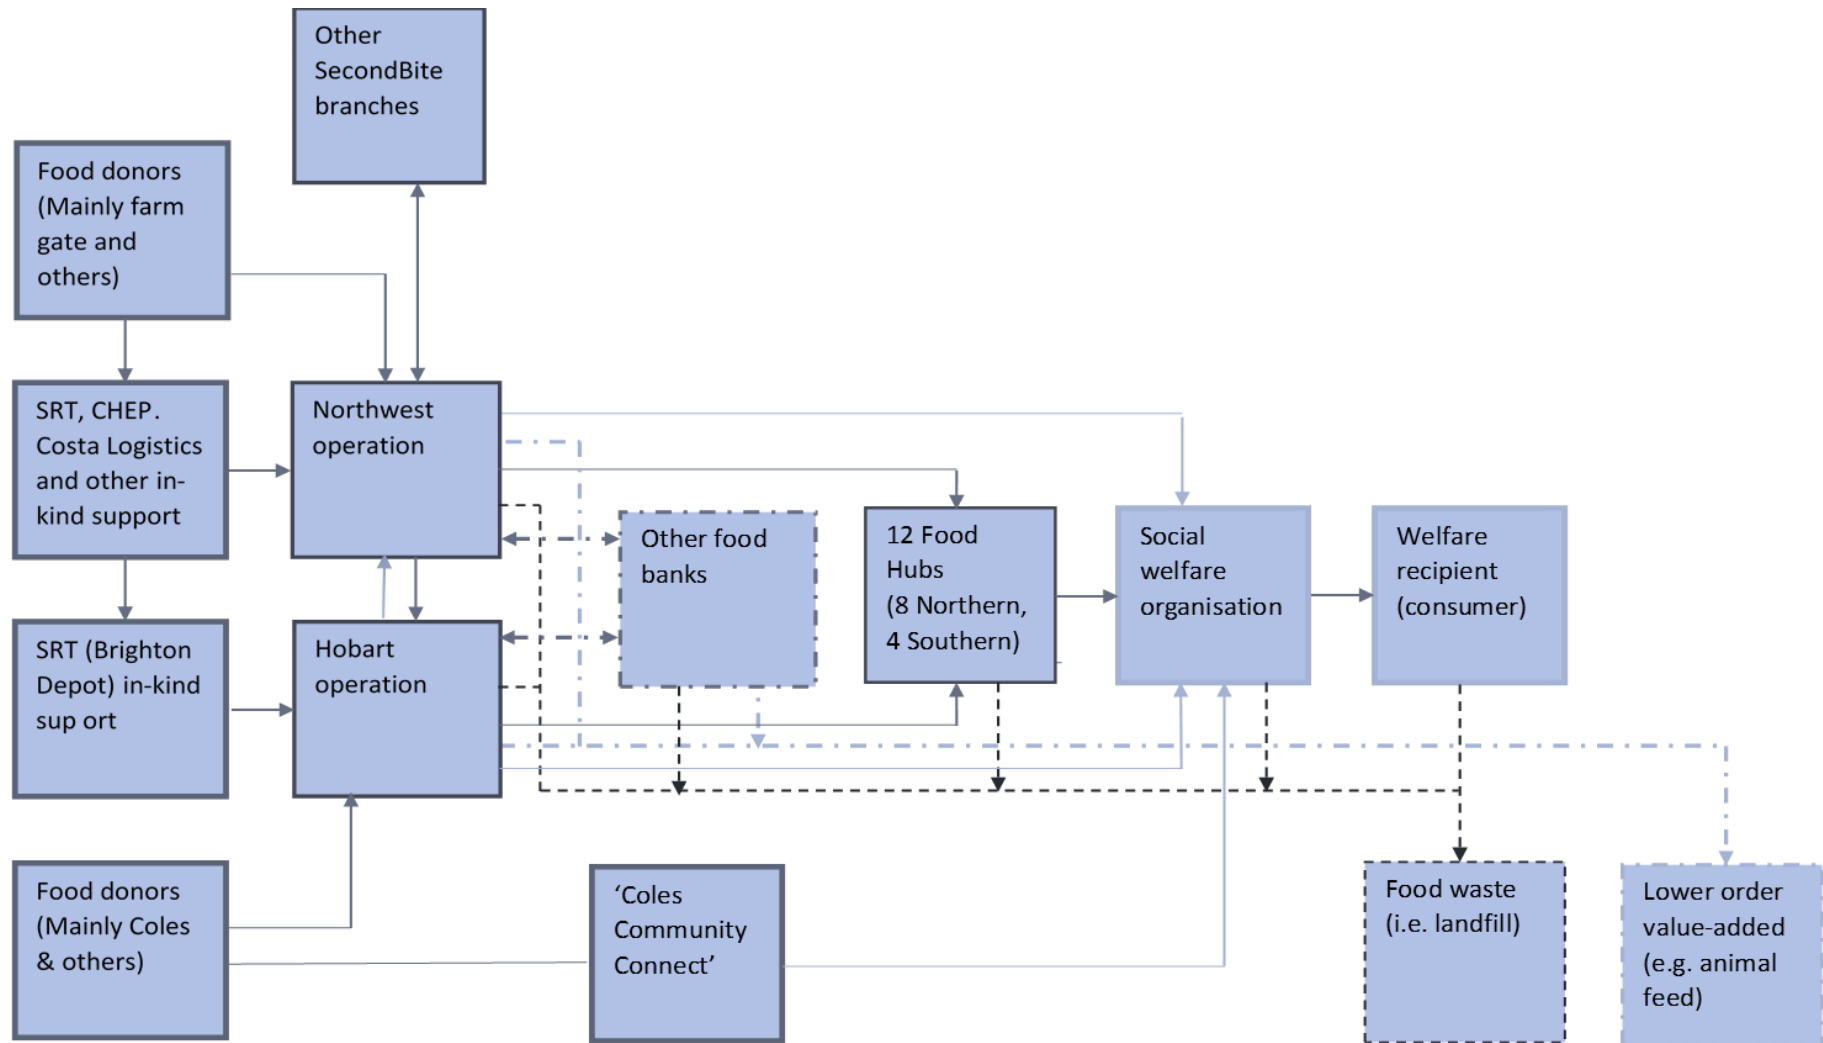 Other
SecondBite
branches
Food donors
(Mainly farm
gate and
others)
SRT, CHEP.
Costa Logistics
and other in-
kind support
Northwest
operation
SRT (Brighton
Depot) in-kind
sup ort
Hobart
operation
Other food
banks
12 Food
Hubs
(8 Northern,
4 Southern)
Social
welfare
organisation
Welfare
recipient
(consumer)
Food donors
(Mainly Coles
& others)
‘Coles
Community
Connect’
Food waste
(i.e. landfill)
Lower order
value-added
(e.g. animal
feed)